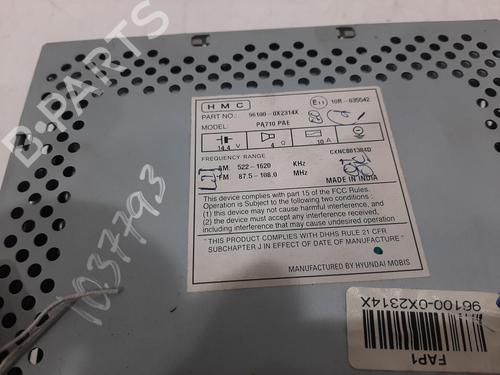 B-PARTS
HMC
PART NO.: 96100-0X2314X
MODEL: PA710 PAE
E11 10R-035542
14.4 V 4 Ω 10 A
FREQUENCY RANGE
AM: 522-1620 KHz
FM: 87.5-108.0 MHz
CXNC001384D
MADE IN INDIA
This device complies with part 15 of the FCC Rules.
Operation is Subject to the following two conditions:
(1) this device may not cause harmful interference, and
(2) the device must accept any interference received,
including interference that may cause undesired operation
" THIS PRODUCT COMPLIES WITH DHHS RULE 21 CFR
SUBCHAPTER J IN EFFECT OF DATE OF MANUFACTURE "
MANUFACTURED BY HYUNDAI MOBIS
10377793
FAP1
96100-0X2314X